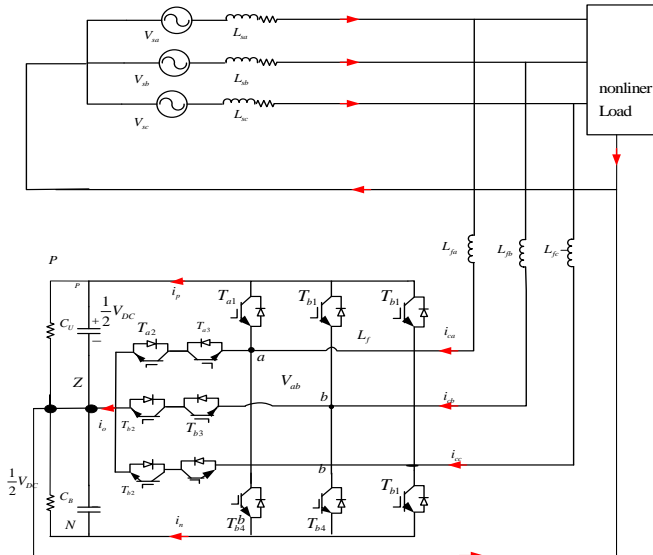 V_sa
L_sa
V_sb
L_sb
V_sc
L_sc
nonliner
Load
L_fa
L_fb
L_fc
P
P
i_p
T_a1
T_b1
T_b1
C_U
+
1/2 V_DC
−
T_a2
T_a3
L_f
i_ca
a
Z
V_ab
i_o
T_b2
T_b3
b
i_cb
1/2 V_DC
T_b2
b
i_cc
C_B
N
i_n
T_b4
b
T_b4
T_b1